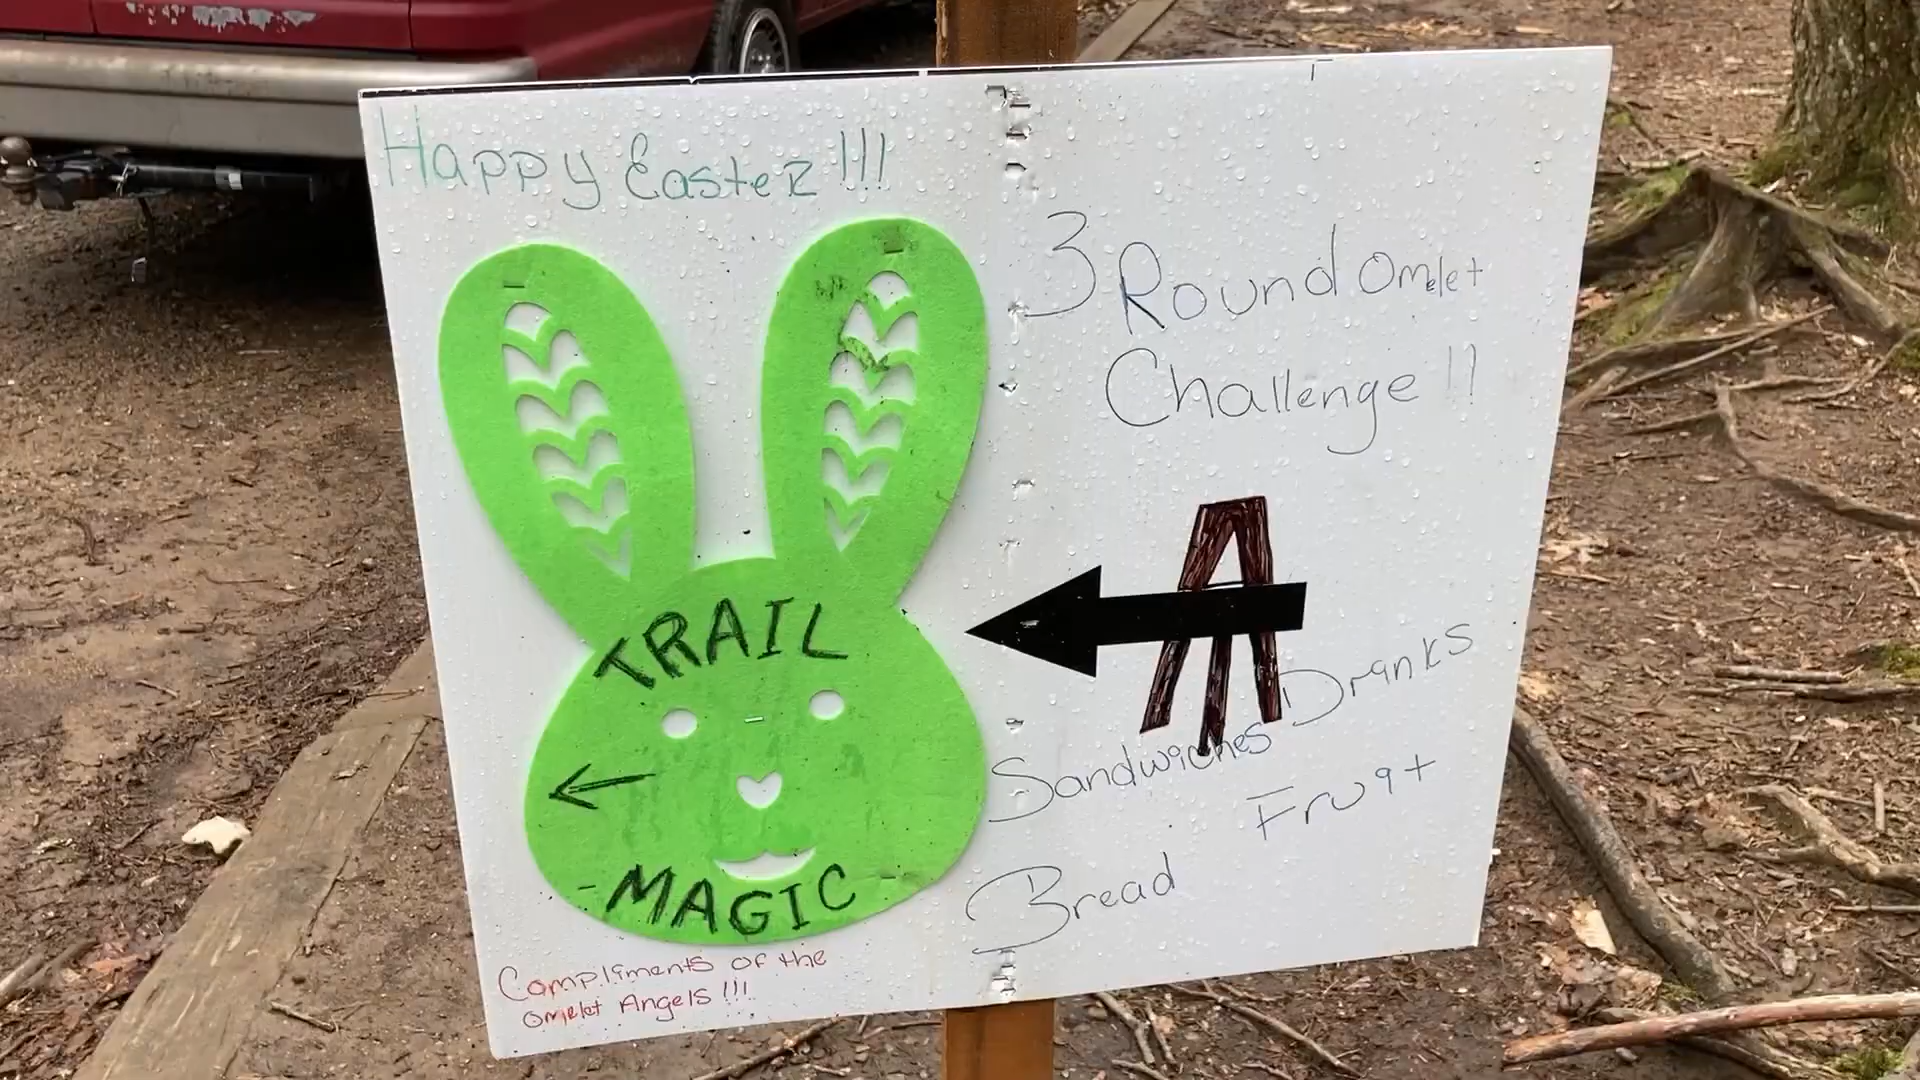 Happy Easter!!!
3 Round Omelet
Challenge!!
TRAIL
MAGIC
Sandwiches Drinks
Bread Fruit
Compliments of the
Omelet Angels!!!